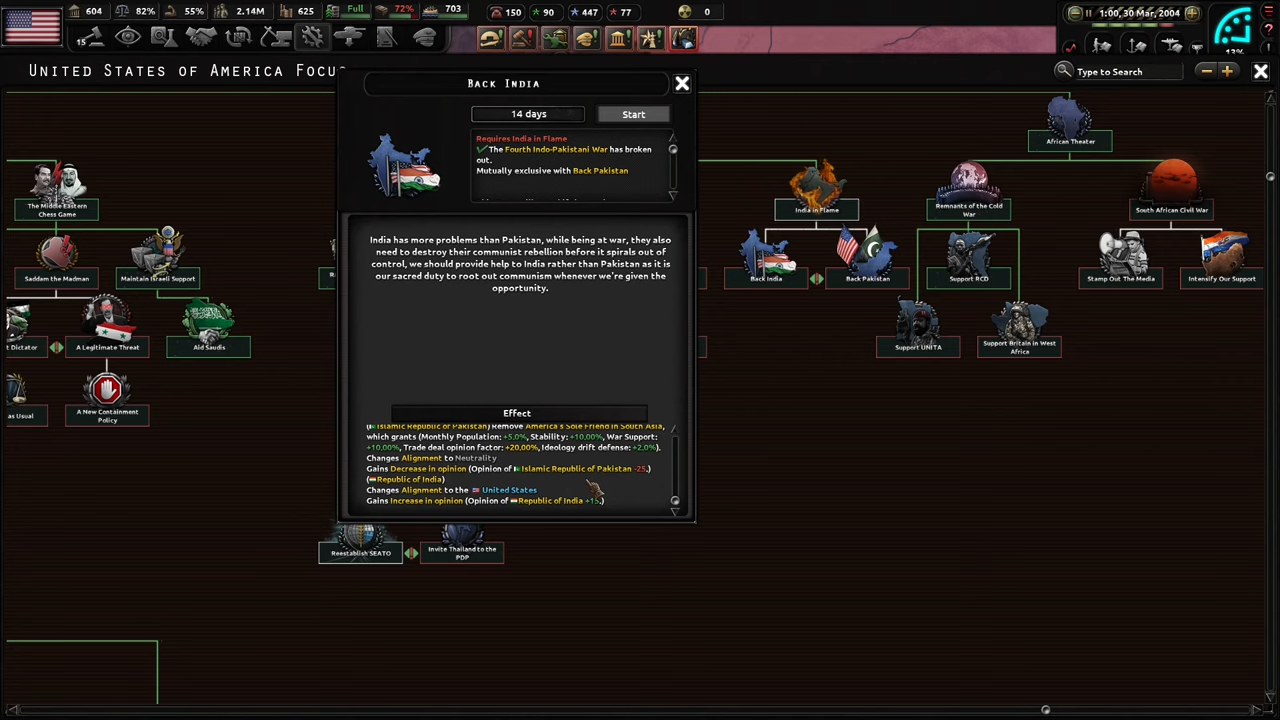 604
82%
55%
2.14M
625
Full
72%
703
150
90
447
77
0
1:00, 30 Mar, 2004
13%
15
UNITED STATES OF AMERICA FOCUS
Type to Search
BACK INDIA
14 days
Start
Requires India in Flame
The Fourth Indo-Pakistani War has broken
out.
Mutually exclusive with Back Pakistan
India has more problems than Pakistan, while being at war, they also
need to destroy their communist rebellion before it spirals out of
control, we should provide help to India rather than Pakistan as it is
our sacred duty to root out communism whenever we're given the
opportunity.
Effect
(Islamic Republic of Pakistan) Remove America's Sole Friend in South Asia,
which grants (Monthly Population: +5,0%, Stability: +10,00%, War Support:
+10,00%, Trade deal opinion factor: +20,00%, Ideology drift defense: +2,0%).
Changes Alignment to Neutrality
Gains Decrease in opinion (Opinion of Islamic Republic of Pakistan -25.)
(Republic of India)
Changes Alignment to the United States
Gains Increase in opinion (Opinion of Republic of India +15.)
African Theater
The Middle Eastern
Chess Game
India in Flame
Remnants of the Cold
War
South African Civil War
Saddam the Madman
Maintain Israeli Support
Back India
Back Pakistan
Support RCD
Stamp Out The Media
Intensify Our Support
t Dictator
A Legitimate Threat
Aid Saudis
Support UNITA
Support Britain in West
Africa
as Usual
A New Containment
Policy
Reestablish SEATO
Invite Thailand to the
PDP